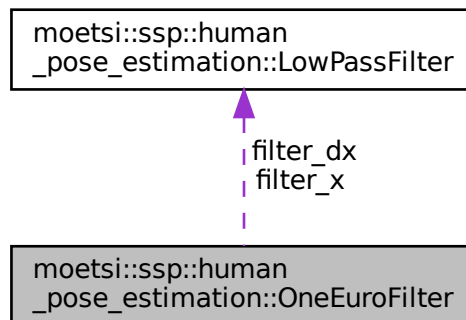 moetsi::ssp::human
_pose_estimation::LowPassFilter
filter_dx
filter_x
moetsi::ssp::human
_pose_estimation::OneEuroFilter